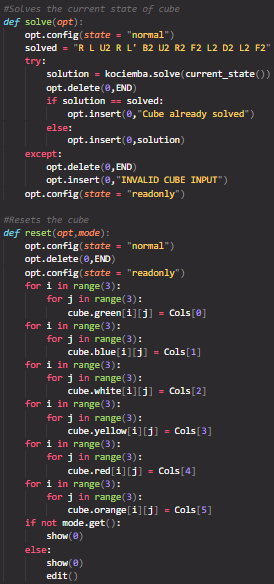 #Solves the current state of cube
def solve(opt):
    opt.config(state = "normal")
    solved = "R L U2 R L' B2 U2 R2 F2 L2 D2 L2 F2"
    try:
        solution = kociemba.solve(current_state())
        opt.delete(0,END)
        if solution == solved:
            opt.insert(0,"Cube already solved")
        else:
            opt.insert(0,solution)
    except:
        opt.delete(0,END)
        opt.insert(0,"INVALID CUBE INPUT")
    opt.config(state = "readonly")
#Resets the cube
def reset(opt,mode):
    opt.config(state = "normal")
    opt.delete(0,END)
    opt.config(state = "readonly")
    for i in range(3):
        for j in range(3):
            cube.green[i][j] = Cols[0]
    for i in range(3):
        for j in range(3):
            cube.blue[i][j] = Cols[1]
    for i in range(3):
        for j in range(3):
            cube.white[i][j] = Cols[2]
    for i in range(3):
        for j in range(3):
            cube.yellow[i][j] = Cols[3]
    for i in range(3):
        for j in range(3):
            cube.red[i][j] = Cols[4]
    for i in range(3):
        for j in range(3):
            cube.orange[i][j] = Cols[5]
    if not mode.get():
        show(0)
    else:
        show(0)
        edit()